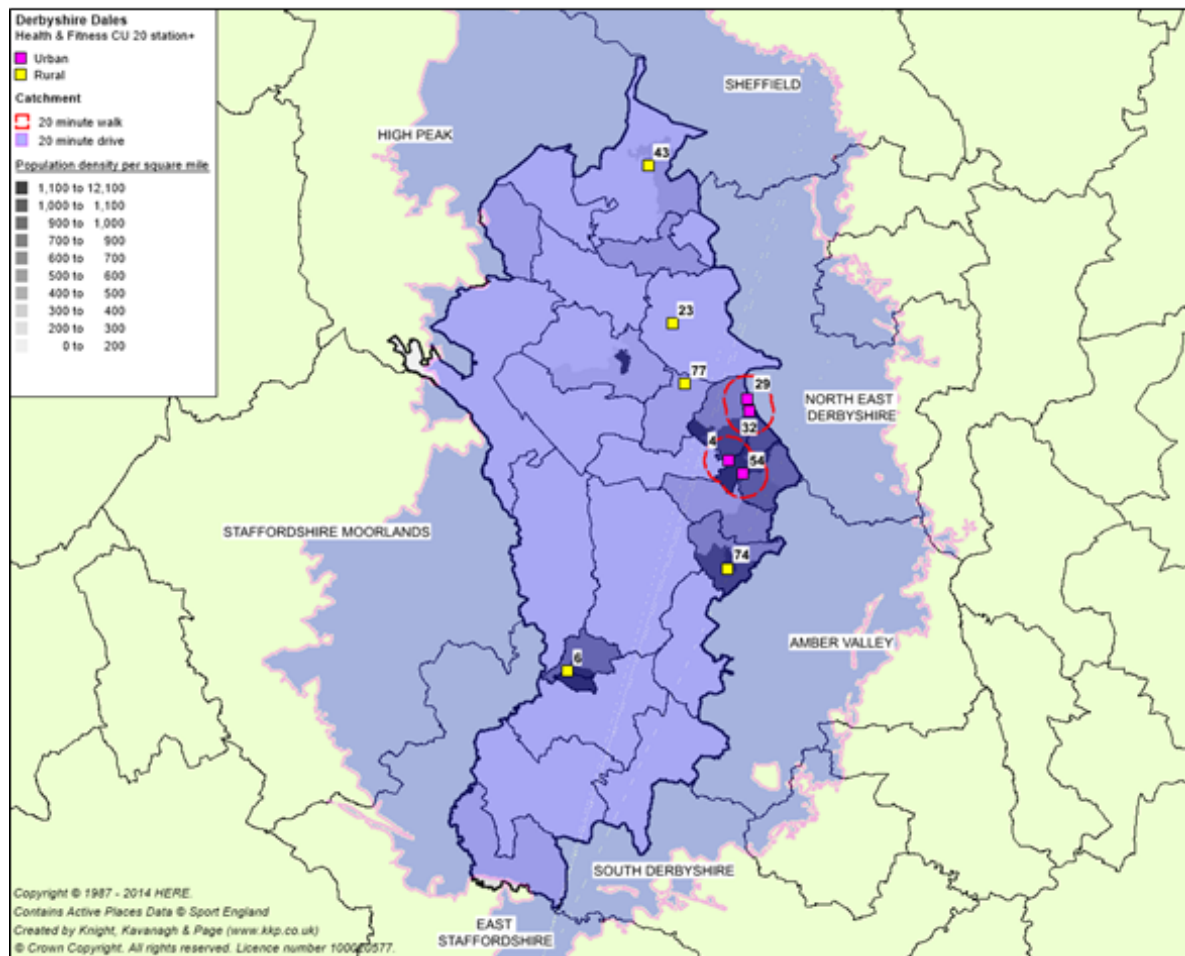 Derbyshire Dales
Health & Fitness CU 20 station+
Urban
Rural
Catchment
20 minute walk
20 minute drive
Population density per square mile
1,100 to 12,100
1,000 to 1,100
900 to 1,000
700 to 900
600 to 700
500 to 600
400 to 500
300 to 400
200 to 300
0 to 200
SHEFFIELD
HIGH PEAK
43
23
77
29
NORTH EAST
DERBYSHIRE
32
4
54
STAFFORDSHIRE MOORLANDS
74
AMBER VALLEY
6
SOUTH DERBYSHIRE
EAST
STAFFORDSHIRE
Copyright © 1987 - 2014 HERE.
Contains Active Places Data © Sport England
Created by Knight, Kavanagh & Page (www.kkp.co.uk)
© Crown Copyright. All rights reserved. Licence number 100020577.